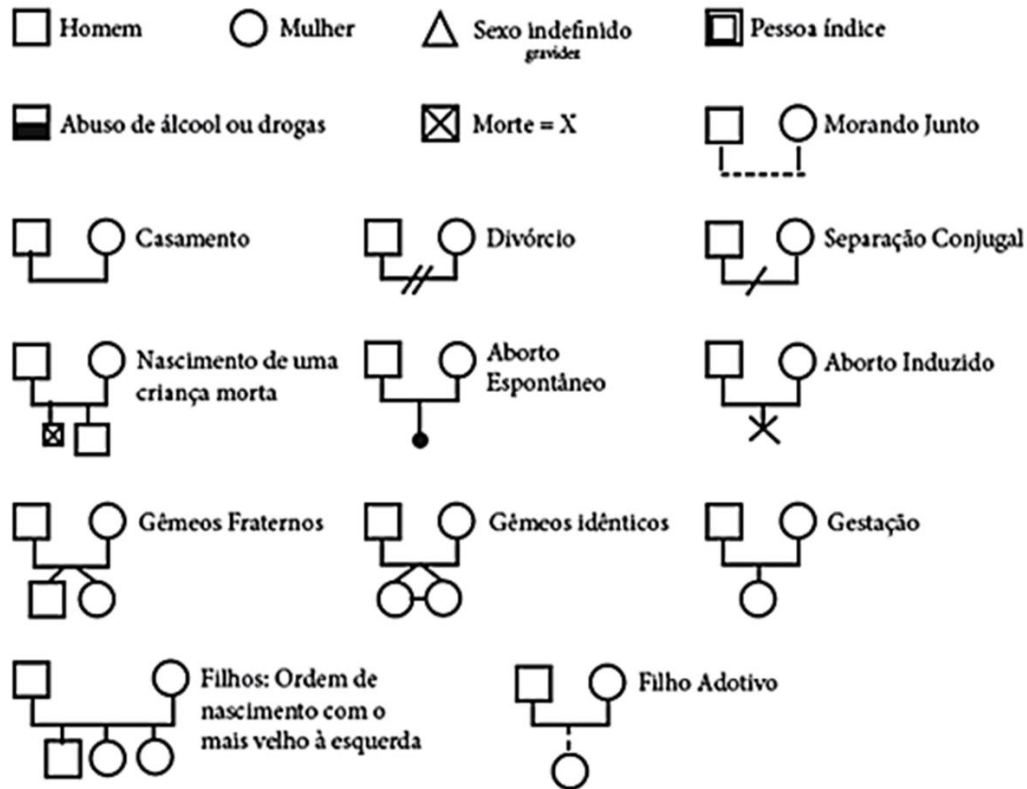 Homem
Mulher
Sexo indefinido
gravidez
Pessoa índice
Abuso de álcool ou drogas
Morte = X
Morando Junto
Casamento
Divórcio
Separação Conjugal
Nascimento de uma
criança morta
Aborto
Espontâneo
Aborto Induzido
Gêmeos Fraternos
Gêmeos idênticos
Gestação
Filhos: Ordem de
nascimento com o
mais velho à esquerda
Filho Adotivo